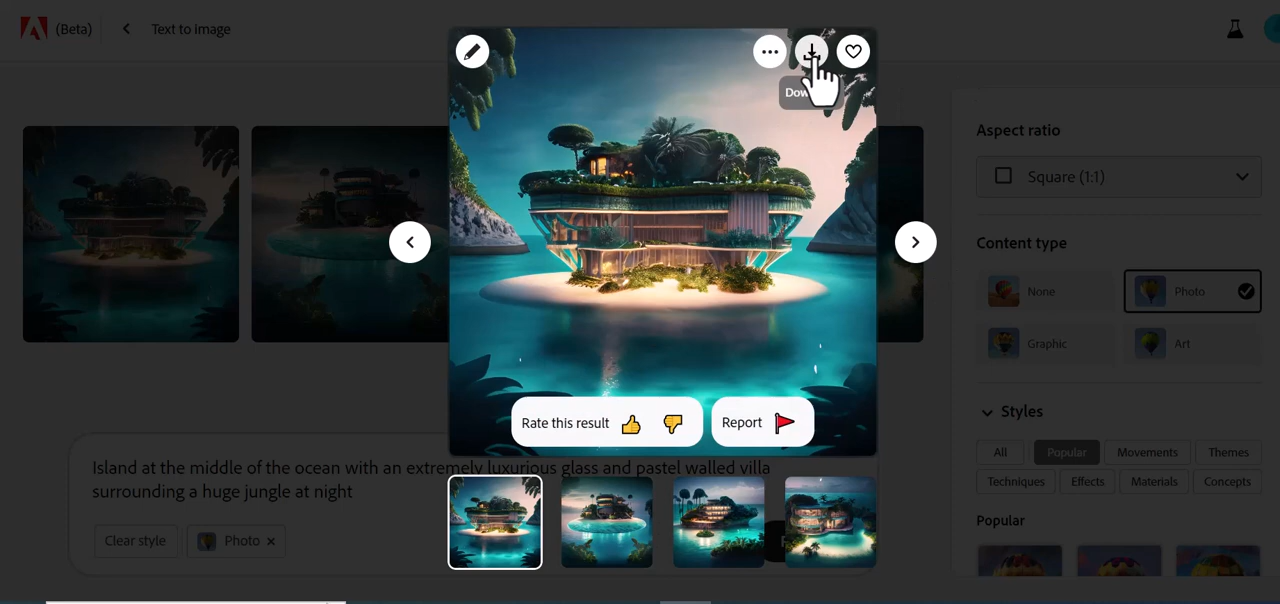 (Beta)
Text to image
Dow
Aspect ratio
Square (1:1)
Content type
None
Photo
Graphic
Art
Styles
All
Popular
Movements
Themes
Techniques
Effects
Materials
Concepts
Popular
Rate this result
Report
Island at the middle of the ocean with an extremely luxurious glass and pastel walled villa
surrounding a huge jungle at night
Clear style
Photo